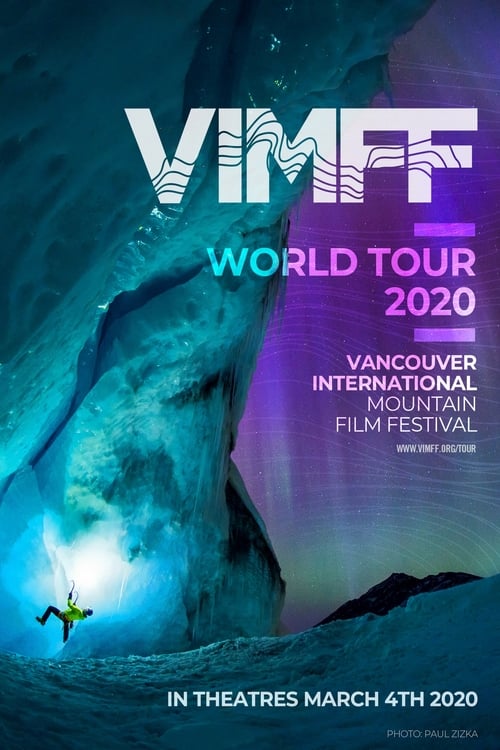 VIMFF
WORLD TOUR
2020
VANCOUVER
INTERNATIONAL
MOUNTAIN
FILM FESTIVAL
WWW.VIMFF.ORG/TOUR
IN THEATRES MARCH 4TH 2020
PHOTO: PAUL ZIZKA